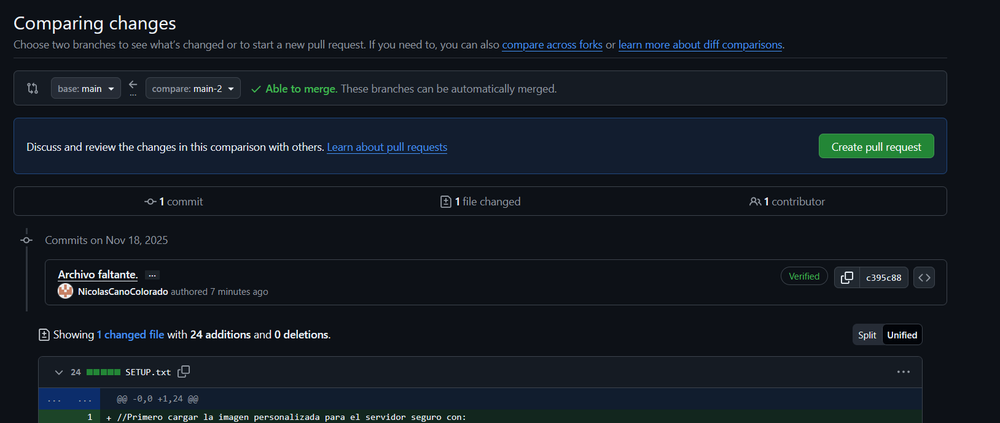 Comparing changes
Choose two branches to see what's changed or to start a new pull request. If you need to, you can also compare across forks or learn more about diff comparisons.
base: main ... compare: main-2 Able to merge. These branches can be automatically merged.
Discuss and review the changes in this comparison with others. Learn about pull requests Create pull request
1 commit 1 file changed 1 contributor
Commits on Nov 18, 2025
Archivo faltante. ... Verified c395c88
NicolasCanoColorado authored 7 minutes ago
Showing 1 changed file with 24 additions and 0 deletions. Split Unified
24 SETUP.txt ...
... ... @@ -0,0 +1,24 @@
1 + //Primero cargar la imagen personalizada para el servidor seguro con: